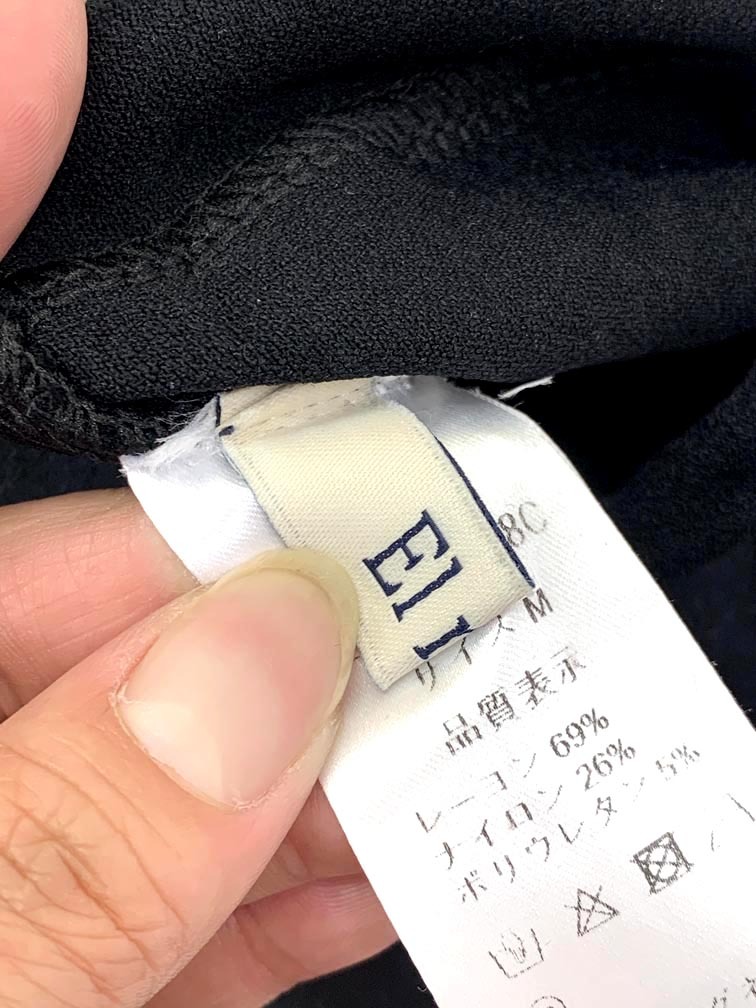 8C
サイズ M
品質表示
レーヨン 69%
ナイロン 26%
ポリウレタン 5%